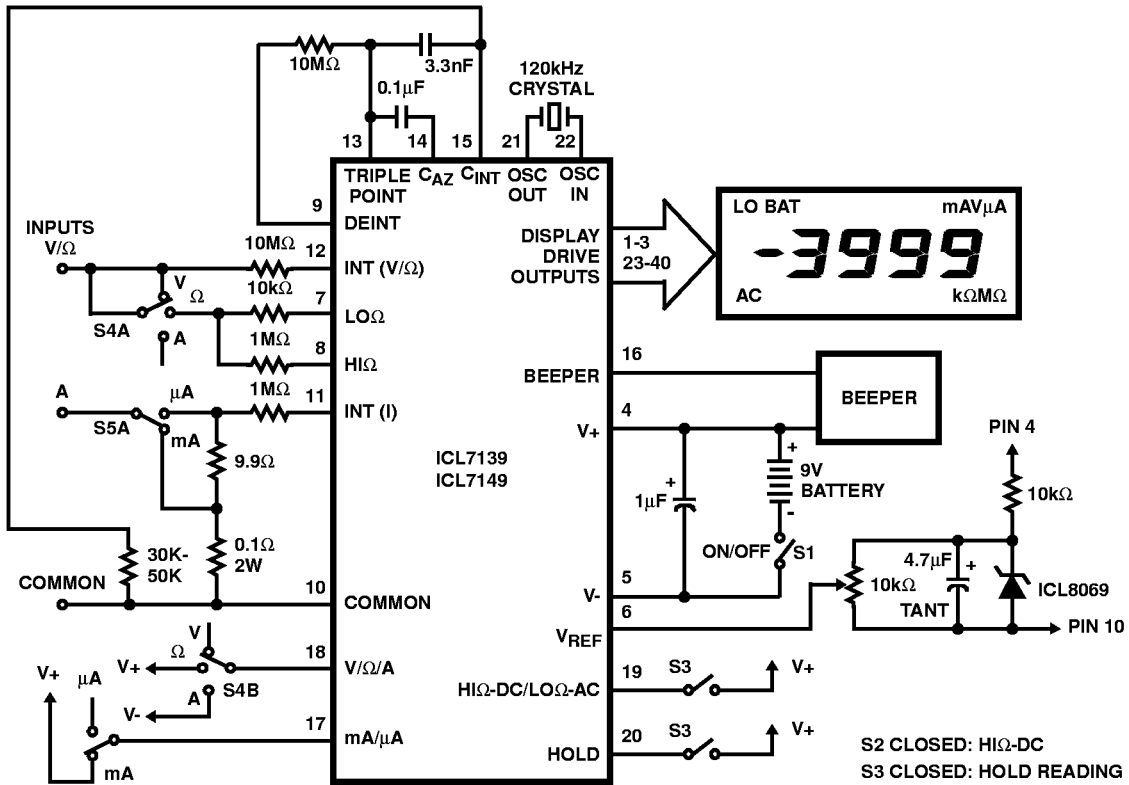 10MΩ
3.3nF
0.1µF
120kHz
CRYSTAL
13
14
15
21
22
TRIPLE
POINT
CAZ
CINT
OSC
OUT
OSC
IN
9
DEINT
INPUTS
V/Ω
10MΩ
12
INT (V/Ω)
10kΩ
7
LOΩ
V
Ω
S4A
A
1MΩ
8
HIΩ
1MΩ
11
INT (I)
A
S5A
µA
mA
9.9Ω
0.1Ω
2W
30K-
50K
COMMON
10
COMMON
V
Ω
V+
A
V-
S4B
18
V/Ω/A
V+
µA
mA
17
mA/µA
ICL7139
ICL7149
DISPLAY
DRIVE
OUTPUTS
1-3
23-40
LO BAT
mAVµA
-3999
AC
kΩMΩ
16
BEEPER
BEEPER
4
V+
+
1µF
+
9V
BATTERY
-
ON/OFF
S1
5
V-
6
VREF
PIN 4
10kΩ
10kΩ
4.7µF
+
TANT
ICL8069
PIN 10
19
HIΩ-DC/LOΩ-AC
S3
V+
20
HOLD
S3
V+
S2 CLOSED: HIΩ-DC
S3 CLOSED: HOLD READING